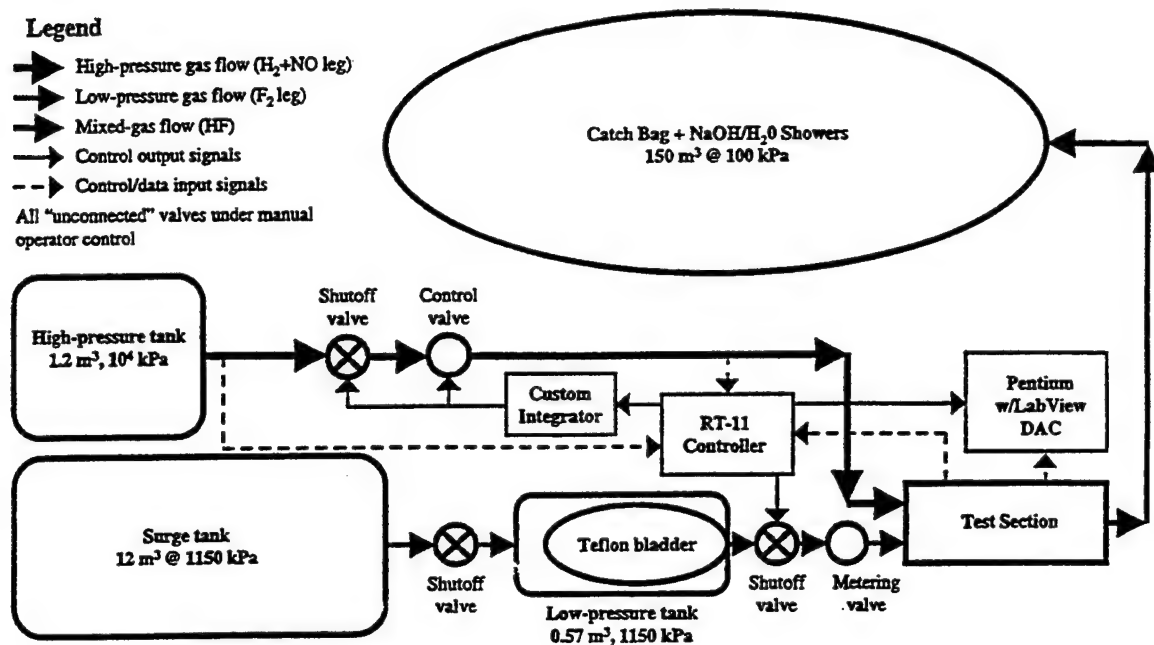 Legend
High-pressure gas flow (H₂+NO leg)
Low-pressure gas flow (F₂ leg)
Mixed-gas flow (HF)
Control output signals
Control/data input signals
All "unconnected" valves under manual
operator control
Catch Bag + NaOH/H₂0 Showers
150 m³ @ 100 kPa
High-pressure tank
1.2 m³, 10⁴ kPa
Shutoff
valve
Control
valve
Custom
Integrator
RT-11
Controller
Pentium
w/LabView
DAC
Surge tank
12 m³ @ 1150 kPa
Shutoff
valve
Teflon bladder
Low-pressure tank
0.57 m³, 1150 kPa
Shutoff
valve
Metering
valve
Test Section